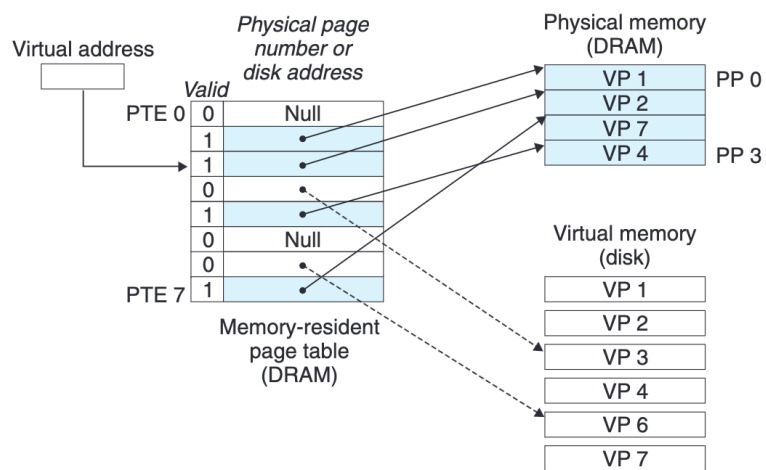 Virtual address
Physical page
number or
disk address
Valid
PTE 0
0
Null
1
1
0
1
0
Null
0
PTE 7
1
Memory-resident
page table
(DRAM)
Physical memory
(DRAM)
VP 1
PP 0
VP 2
VP 7
VP 4
PP 3
Virtual memory
(disk)
VP 1
VP 2
VP 3
VP 4
VP 6
VP 7